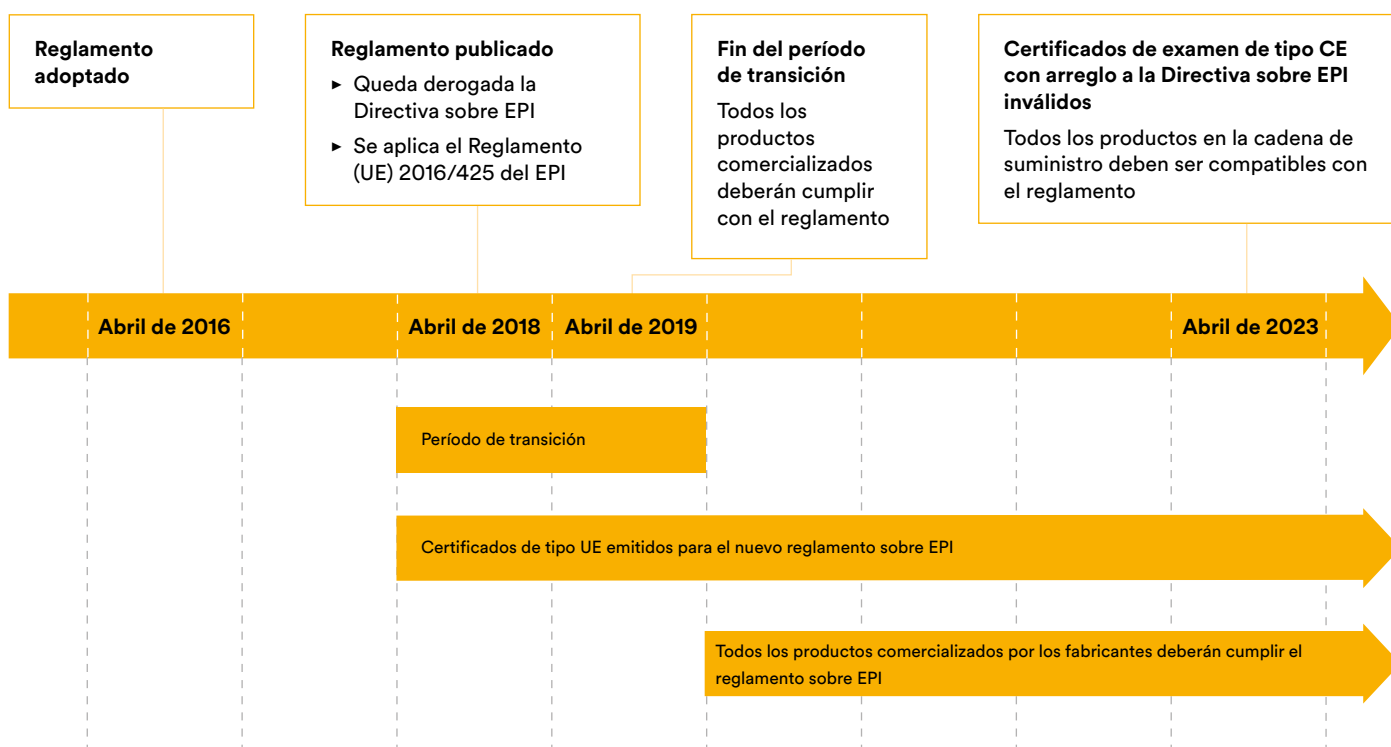 Reglamento
adoptado
Reglamento publicado
▸ Queda derogada la
Directiva sobre EPI
▸ Se aplica el Reglamento
(UE) 2016/425 del EPI
Fin del período
de transición
Todos los
productos
comercializados
deberán cumplir
con el reglamento
Certificados de examen de tipo CE
con arreglo a la Directiva sobre EPI
inválidos
Todos los productos en la cadena de
suministro deben ser compatibles con
el reglamento
Abril de 2016
Abril de 2018
Abril de 2019
Abril de 2023
Período de transición
Certificados de tipo UE emitidos para el nuevo reglamento sobre EPI
Todos los productos comercializados por los fabricantes deberán cumplir el
reglamento sobre EPI